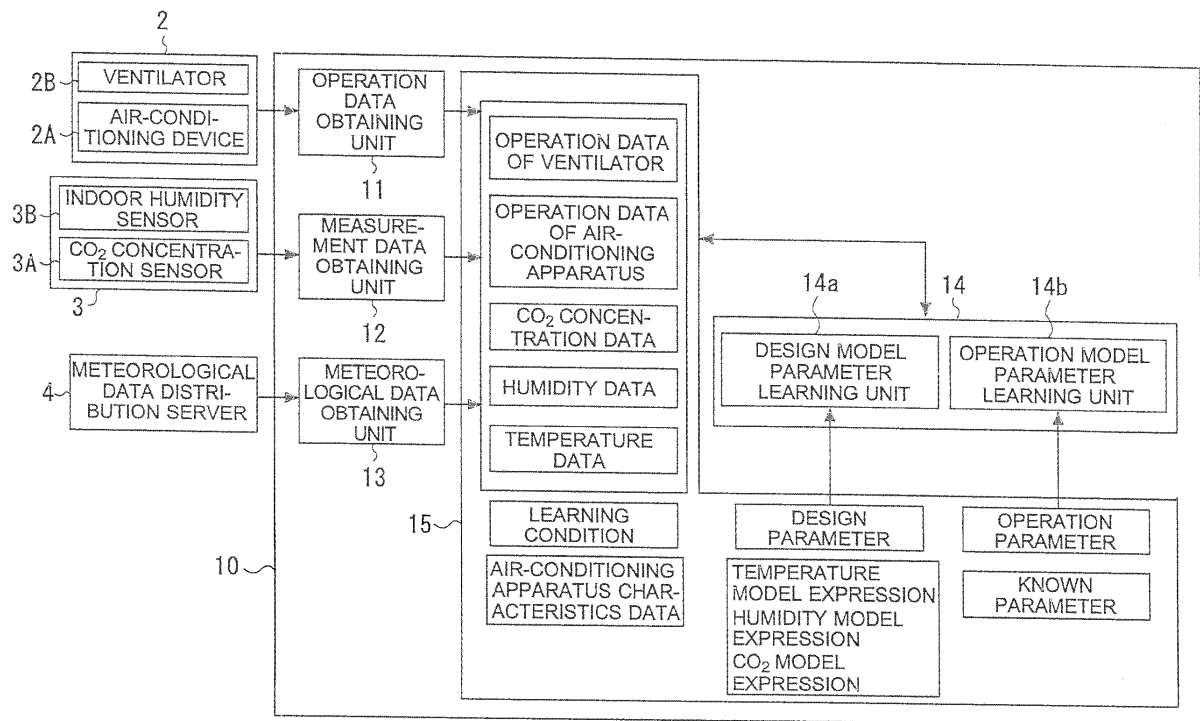 2
2B
VENTILATOR
2A
AIR-CONDI-
TIONING DEVICE
3B
INDOOR HUMIDITY
SENSOR
3A
CO2 CONCENTRA-
TION SENSOR
3
4
METEOROLOGICAL
DATA DISTRI-
BUTION SERVER
10
OPERATION
DATA
OBTAINING
UNIT
11
MEASURE-
MENT DATA
OBTAINING
UNIT
12
METEORO-
LOGICAL DATA
OBTAINING
UNIT
13
15
OPERATION DATA
OF VENTILATOR
OPERATION DATA
OF AIR-
CONDITIONING
APPARATUS
CO2 CONCEN-
TRATION DATA
HUMIDITY DATA
TEMPERATURE
DATA
LEARNING
CONDITION
AIR-CONDITIONING
APPARATUS CHAR-
ACTERISTICS DATA
14a
14
14b
DESIGN MODEL
PARAMETER
LEARNING UNIT
OPERATION MODEL
PARAMETER
LEARNING UNIT
DESIGN
PARAMETER
OPERATION
PARAMETER
TEMPERATURE
MODEL EXPRESSION
HUMIDITY MODEL
EXPRESSION
CO2 MODEL
EXPRESSION
KNOWN
PARAMETER